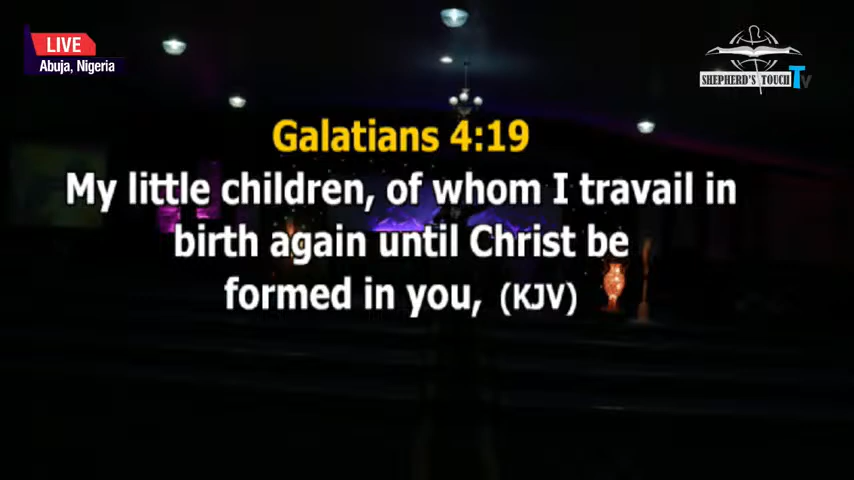 LIVE
Abuja, Nigeria
SHEPHERD'S TOUCH TV
Galatians 4:19
My little children, of whom I travail in
birth again until Christ be
formed in you, (KJV)